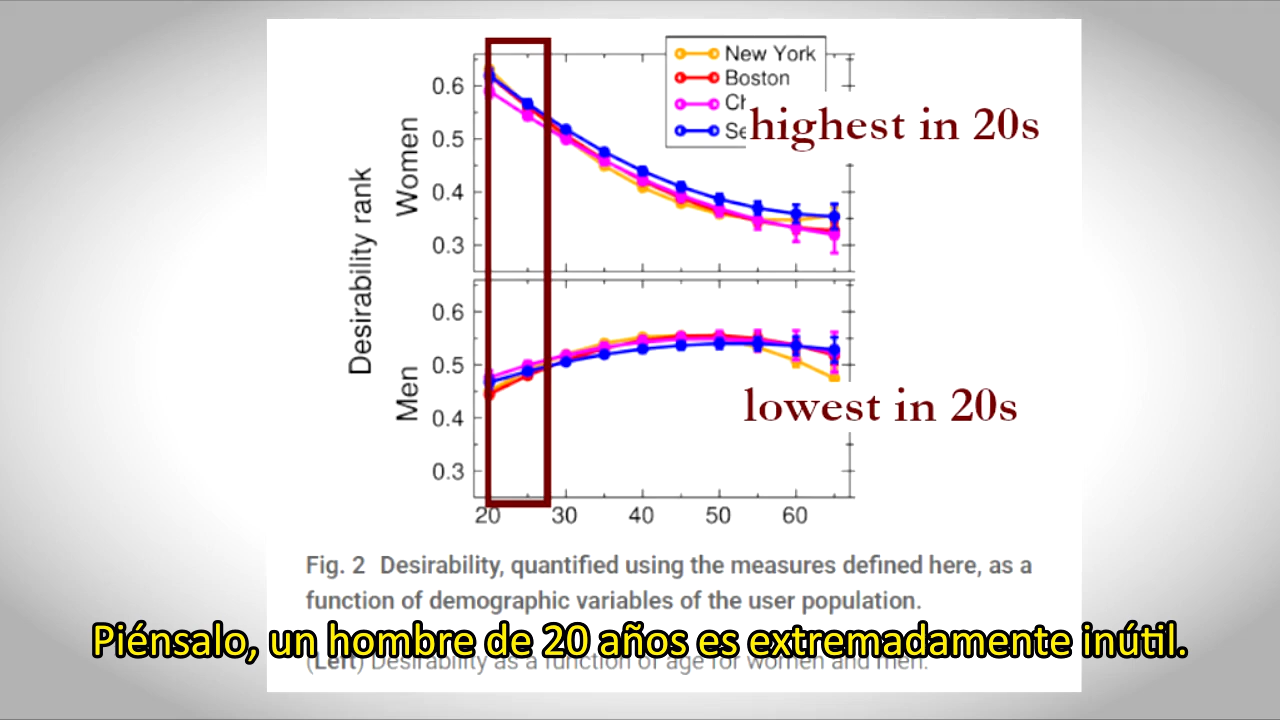 New York
Boston
Ch
Se
highest in 20s
Desirability rank
Women
0.6
0.5
0.4
0.3
Men
0.6
0.5
0.4
0.3
lowest in 20s
20 30 40 50 60
Fig. 2 Desirability, quantified using the measures defined here, as a
function of demographic variables of the user population.
Piénsalo, un hombre de 20 años es extremadamente inútil.
(Left) Desirability as a function of age for women and men.